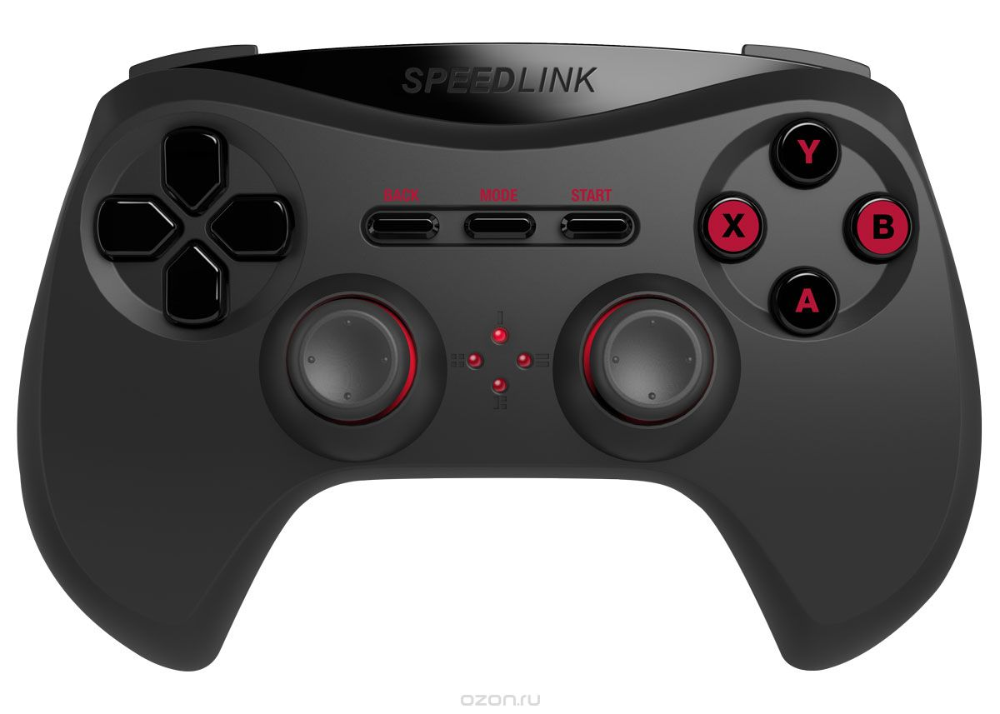 SPEEDLINK
BACK MODE START
Y
X B
A
ozon.ru